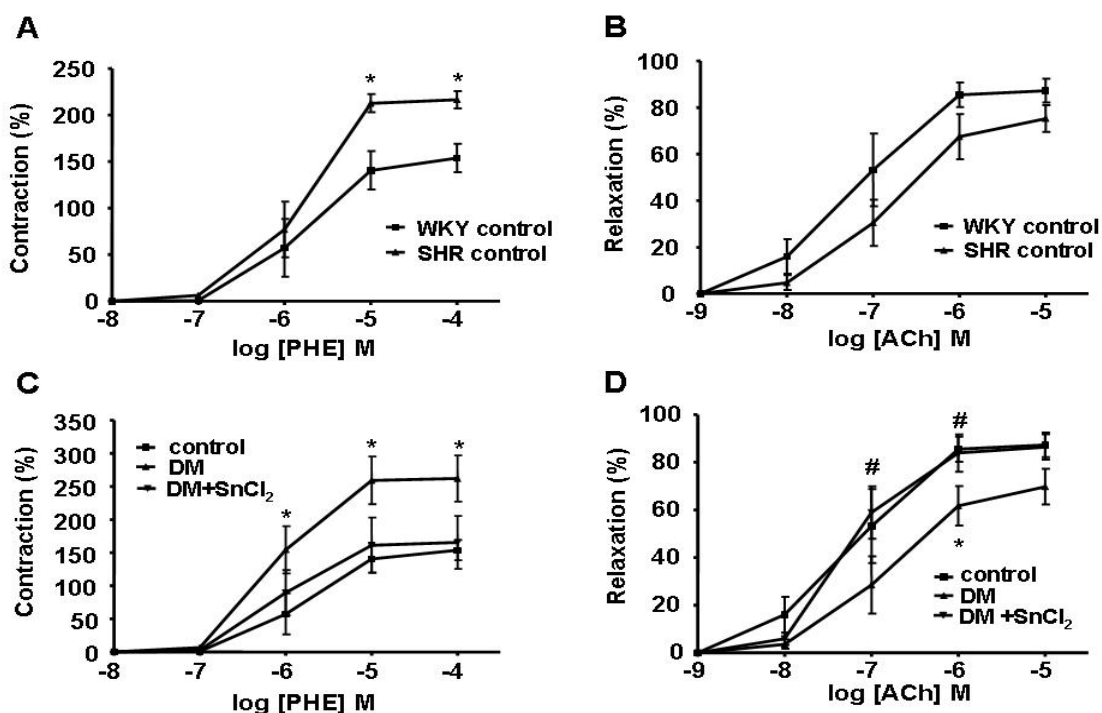 A
Contraction (%)
250
200
150
100
50
0
* *
WKY control
SHR control
-8 -7 -6 -5 -4
log [PHE] M
B
Relaxation (%)
100
80
60
40
20
0
WKY control
SHR control
-9 -8 -7 -6 -5
log [ACh] M
C
Contraction (%)
350
300
250
200
150
100
50
0
control
DM
DM+SnCl₂
* * *
-8 -7 -6 -5 -4
log [PHE] M
D
Relaxation (%)
100
80
60
40
20
0
# #
*
control
DM
DM +SnCl₂
-9 -8 -7 -6 -5
log [ACh] M